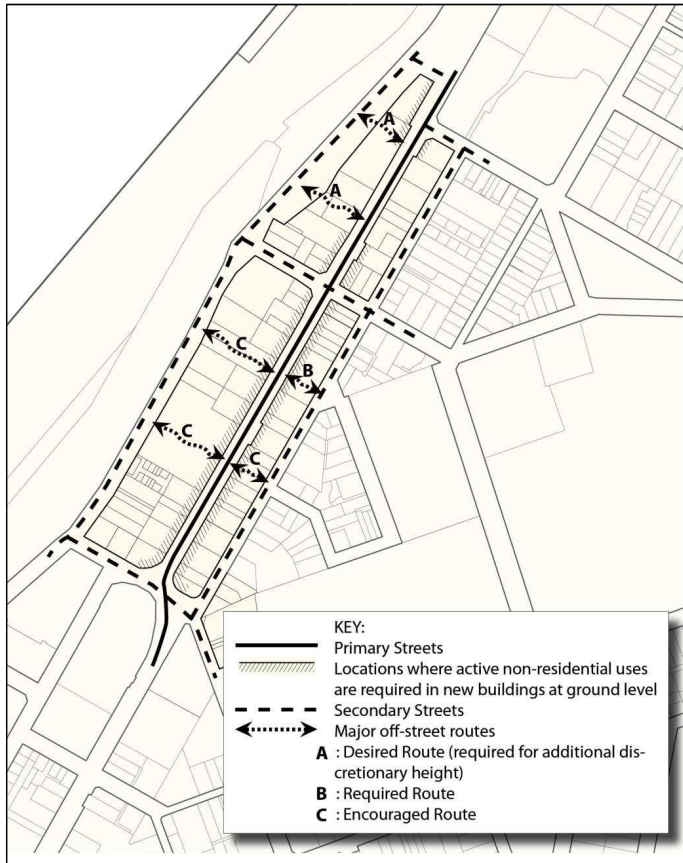 A
A
C
B
C
C
KEY:
Primary Streets
Locations where active non-residential uses
are required in new buildings at ground level
Secondary Streets
Major off-street routes
A : Desired Route (required for additional dis-
cretionary height)
B : Required Route
C : Encouraged Route